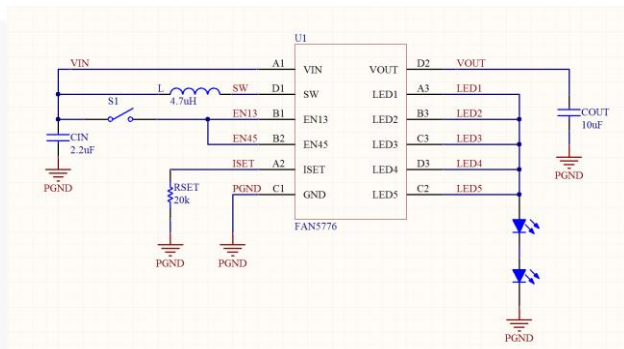 U1
VIN A1 VIN VOUT D2 VOUT
L SW D1 SW LED1 A3 LED1
4.7uH
S1 EN13 B1 EN13 LED2 B3 LED2
COUT
10uF
CIN
2.2uF
EN45 B2 EN45 LED3 C3 LED3
ISET A2 ISET LED4 D3 LED4
RSET
20k
PGND C1 GND LED5 C2 LED5
FAN5776
PGND
PGND
PGND
PGND
PGND